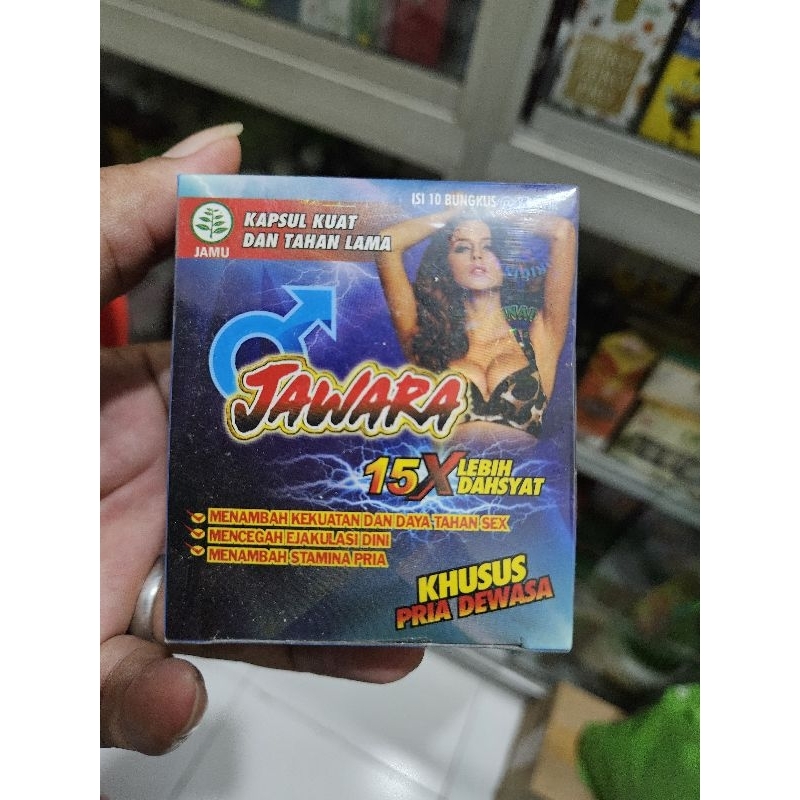 ISI 10 BUNGKUS
KAPSUL KUAT
DAN TAHAN LAMA
JAMU
JAWARA
15X LEBIH
DAHSYAT
MENAMBAH KEKUATAN DAN DAYA TAHAN SEX
MENCEGAH EJAKULASI DINI
MENAMBAH STAMINA PRIA
KHUSUS
PRIA DEWASA